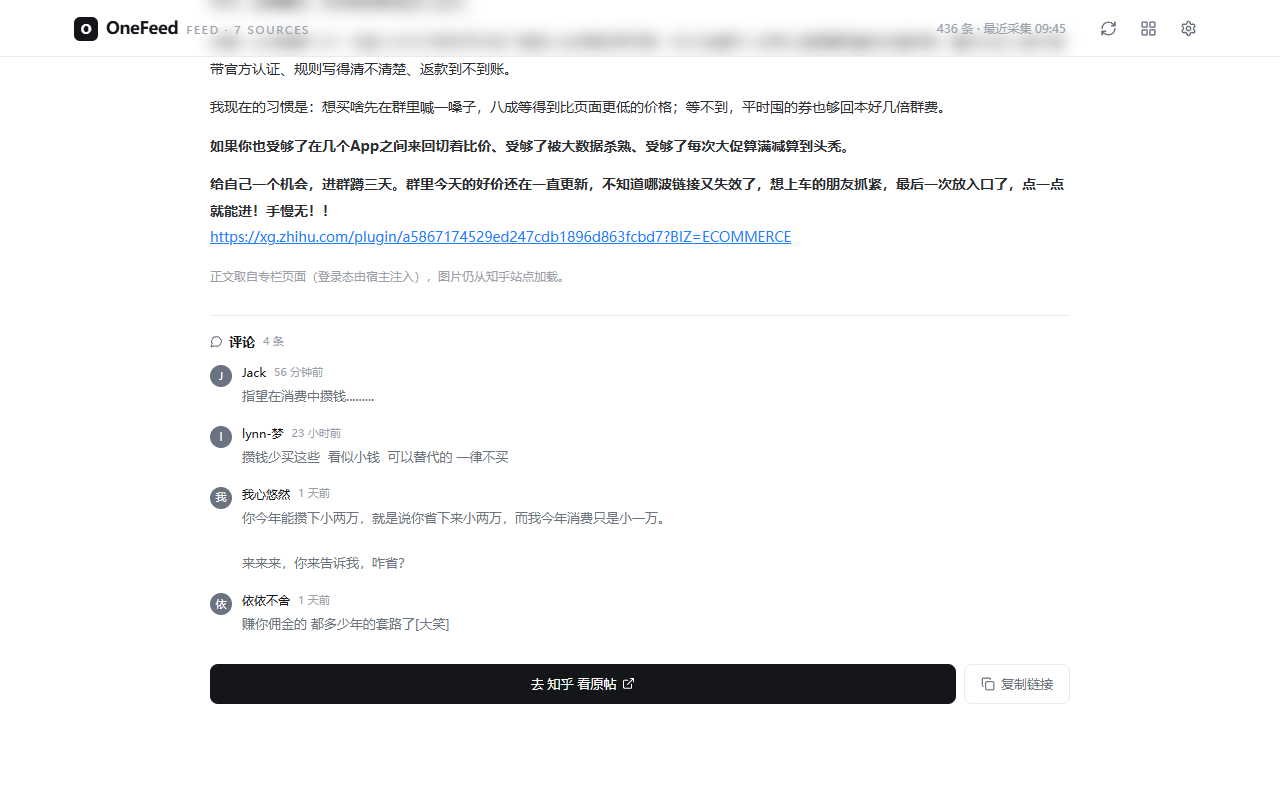 O OneFeed FEED · 7 SOURCES
436 条 · 最近采集 09:45
带官方认证、规则写得清不清楚、返款到不到账。
我现在的习惯是：想买啥先在群里喊一嗓子，八成等得到比页面更低的价格；等不到，平时囤的券也够回本好几倍群费。
如果你也受够了在几个App之间来回切着比价、受够了被大数据杀熟、受够了每次大促算满减算到头秃。
给自己一个机会，进群蹲三天。群里今天的好价还在一直更新，不知道哪波链接又失效了，想上车的朋友抓紧，最后一次放入口了，点一点
就能进！手慢无！！
https://xg.zhihu.com/plugin/a5867174529ed247cdb1896d863fcbd7?BIZ=ECOMMERCE
正文取自专栏页面（登录态由宿主注入），图片仍从知乎站点加载。
评论 4 条
J Jack 56 分钟前
指望在消费中攒钱.........
l lynn-梦 23 小时前
攒钱少买这些 看似小钱 可以替代的 一律不买
我 我心悠然 1 天前
你今年能攒下小两万，就是说你省下来小两万，而我今年消费只是小一万。
来来来，你来告诉我，咋省？
依 依依不舍 1 天前
赚你佣金的 都多少年的套路了[大笑]
去 知乎 看原帖
复制链接